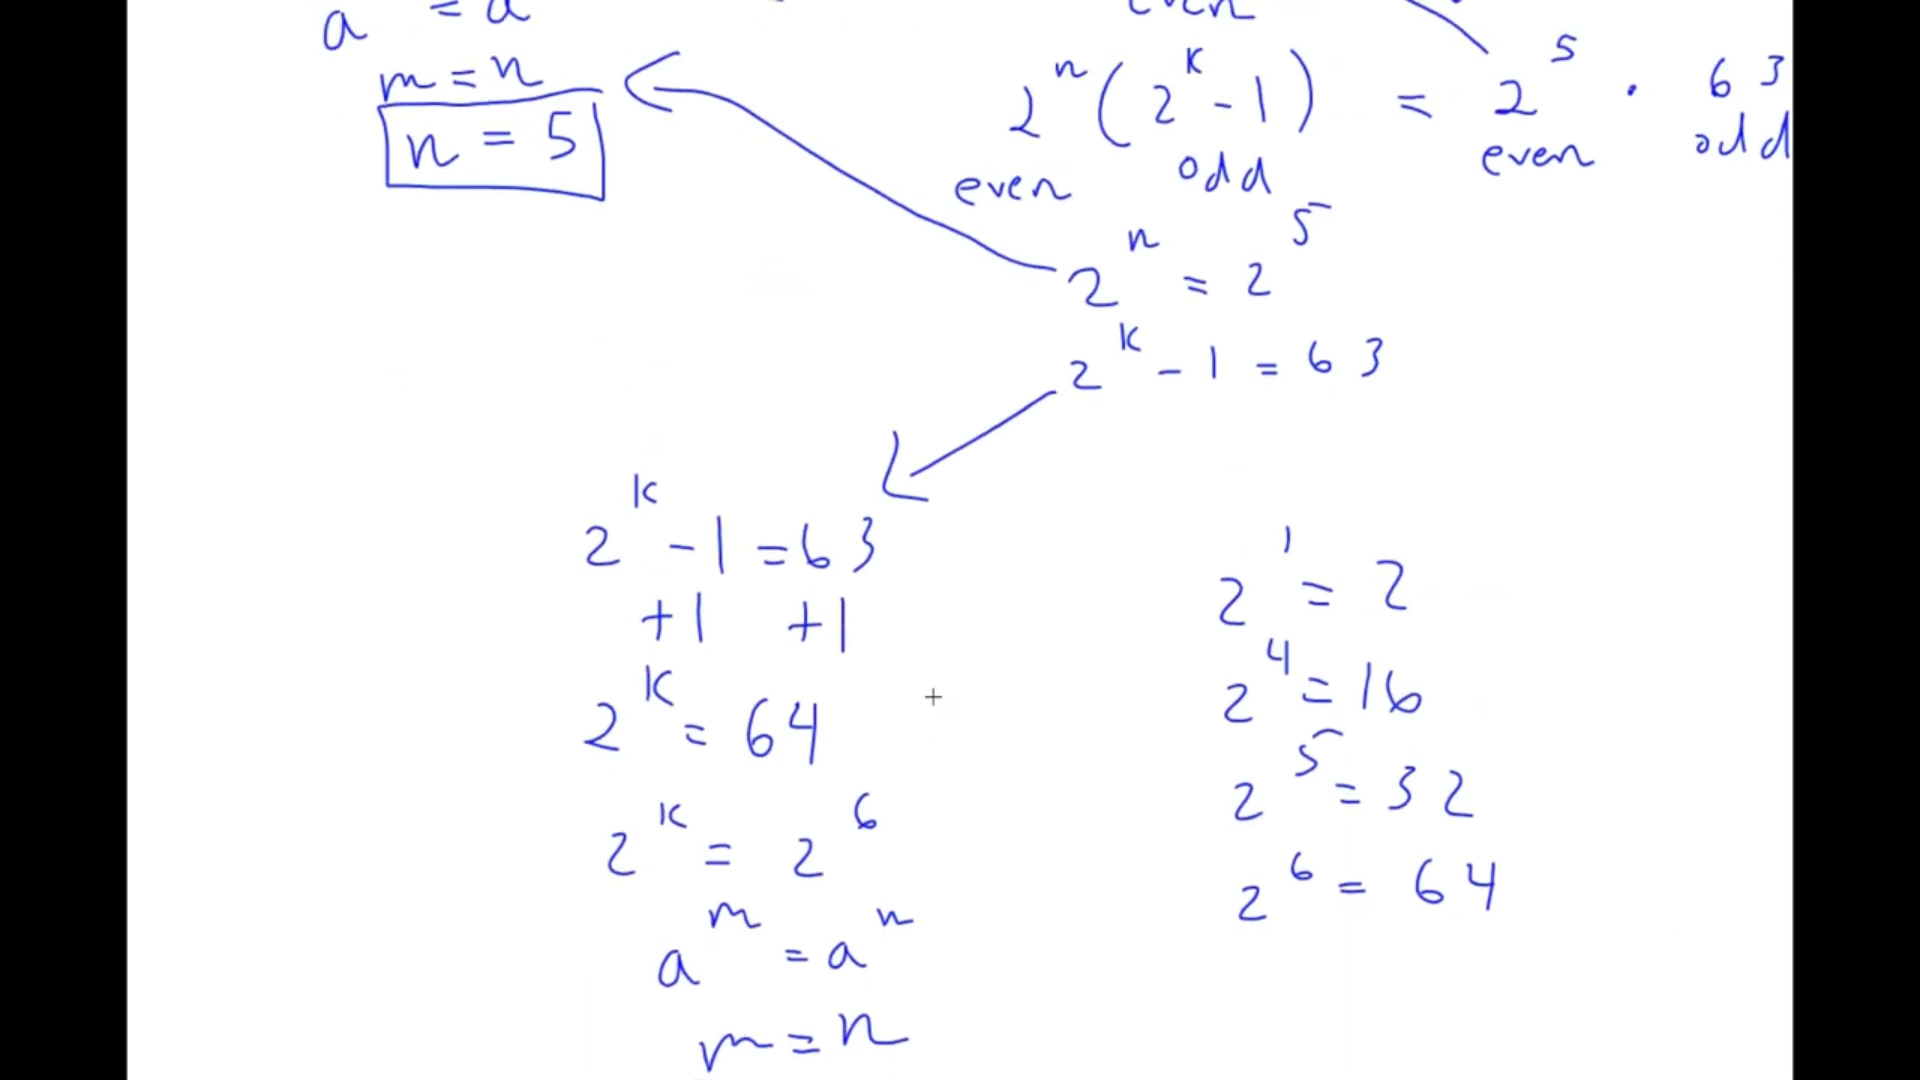 a = a
m = n
n = 5
even
2^n (2^k - 1) = 2^5 · 63
even odd even odd
2^n = 2^5
2^k - 1 = 63
2^k - 1 = 63
+1 +1
2^k = 64
2^k = 2^6
a^m = a^n
m = n
2^1 = 2
2^4 = 16
2^5 = 32
2^6 = 64